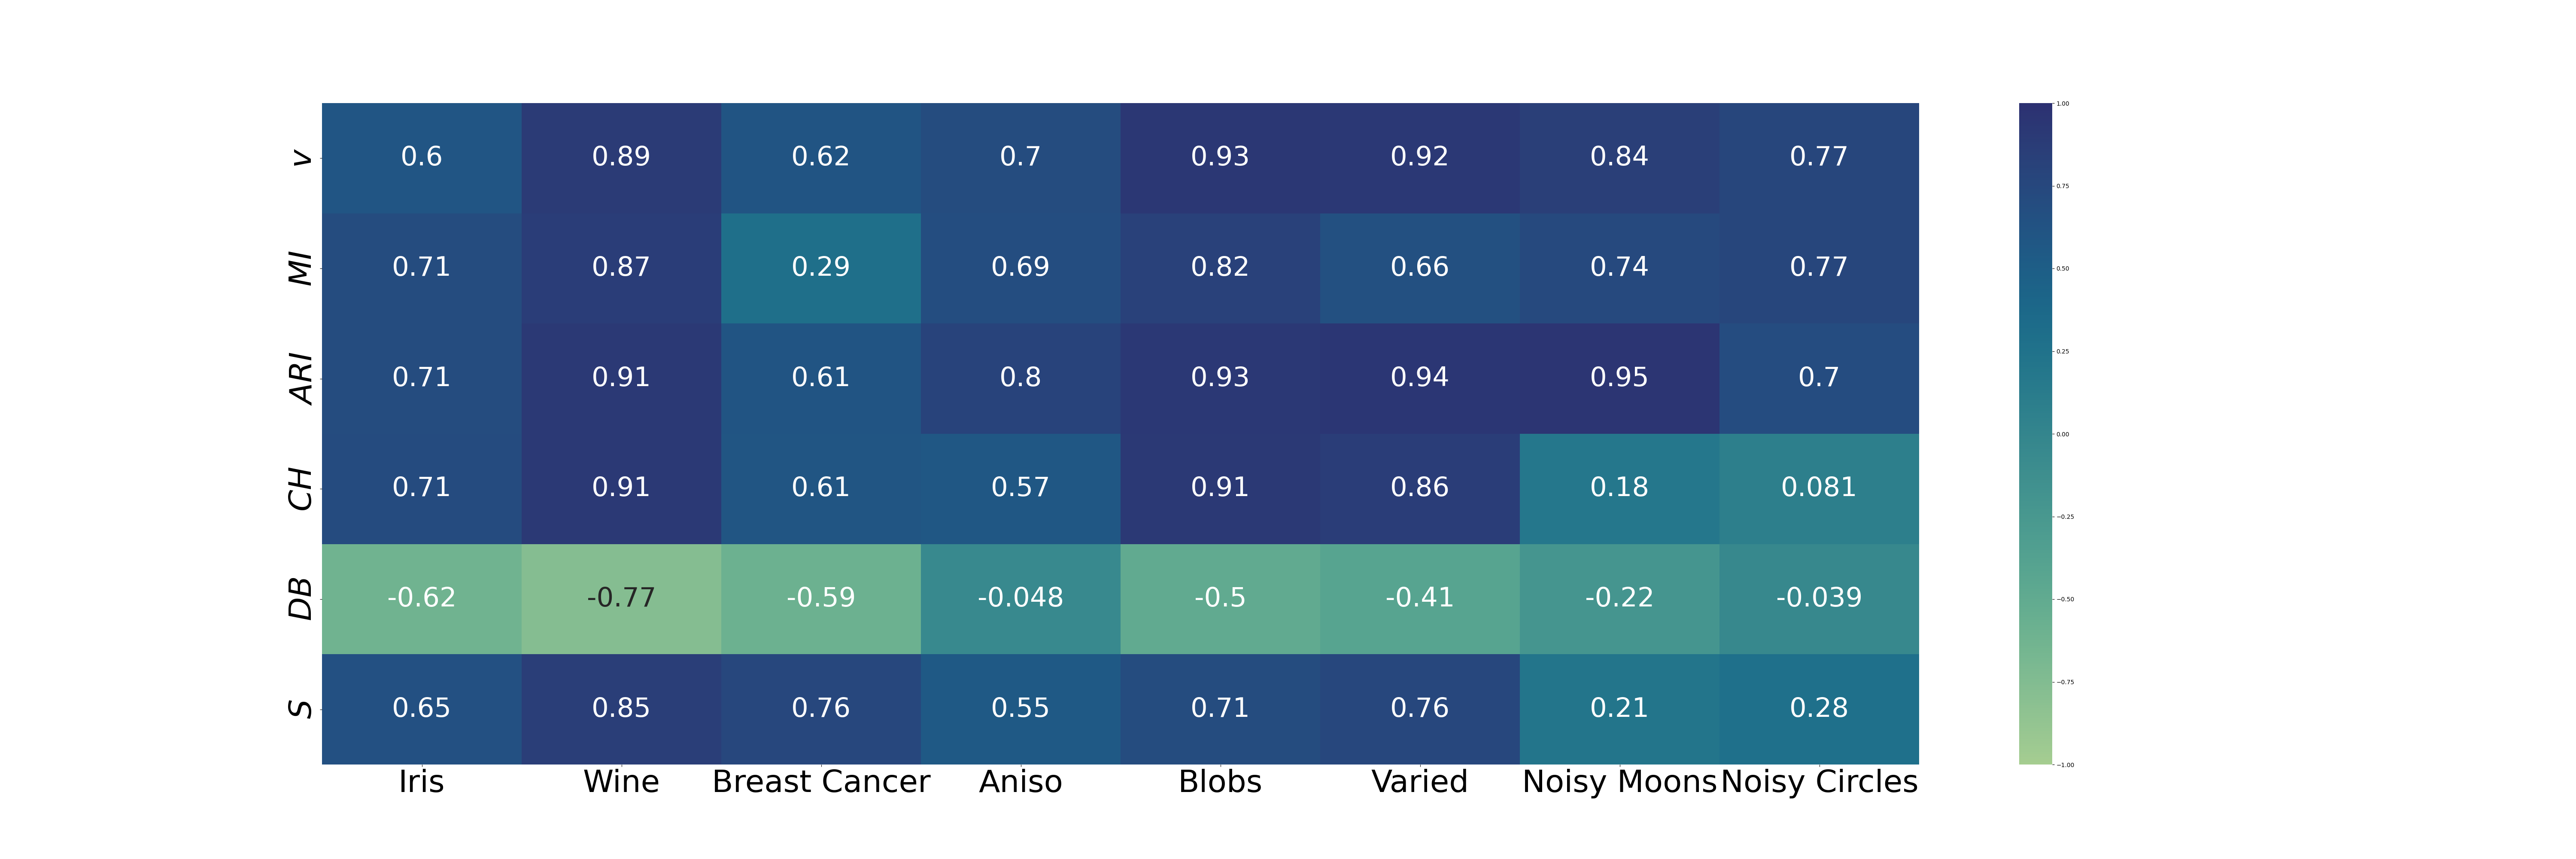 v 0.6 0.89 0.62 0.7 0.93 0.92 0.84 0.77
MI 0.71 0.87 0.29 0.69 0.82 0.66 0.74 0.77
ARI 0.71 0.91 0.61 0.8 0.93 0.94 0.95 0.7
CH 0.71 0.91 0.61 0.57 0.91 0.86 0.18 0.081
DB -0.62 -0.77 -0.59 -0.048 -0.5 -0.41 -0.22 -0.039
S 0.65 0.85 0.76 0.55 0.71 0.76 0.21 0.28
Iris Wine Breast Cancer Aniso Blobs Varied Noisy Moons Noisy Circles
1.00
0.75
0.50
0.25
0.00
−0.25
−0.50
−0.75
−1.00